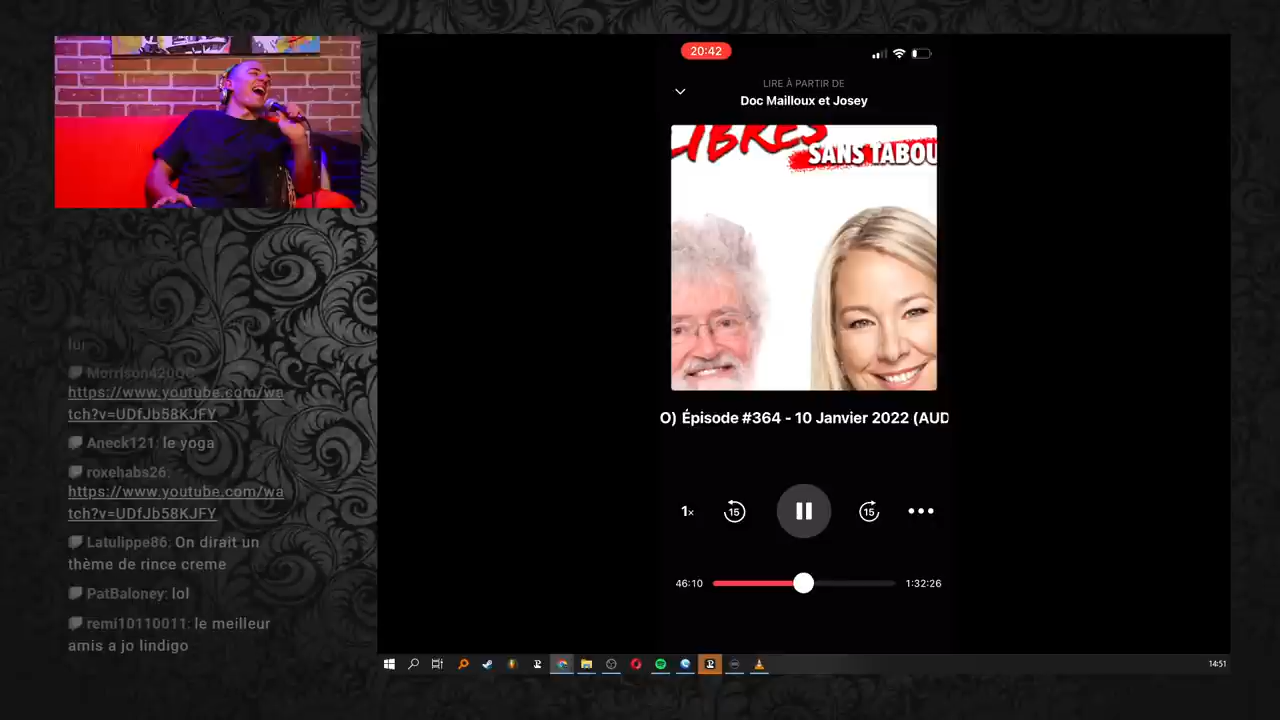 20:42
LIRE À PARTIR DE
Doc Mailloux et Josey
LIBRES
SANS TABOU
O) Épisode #364 - 10 Janvier 2022 (AUD
1x
15
15
46:10
1:32:26
lui
Morrison420QC:
https://www.youtube.com/wa
tch?v=UDfJb58KJFY
Aneck121: le yoga
roxehabs26:
https://www.youtube.com/wa
tch?v=UDfJb58KJFY
Latulippe86: On dirait un
thème de rince creme
PatBaloney: lol
remi10110011: le meilleur
amis a jo lindigo
14:51